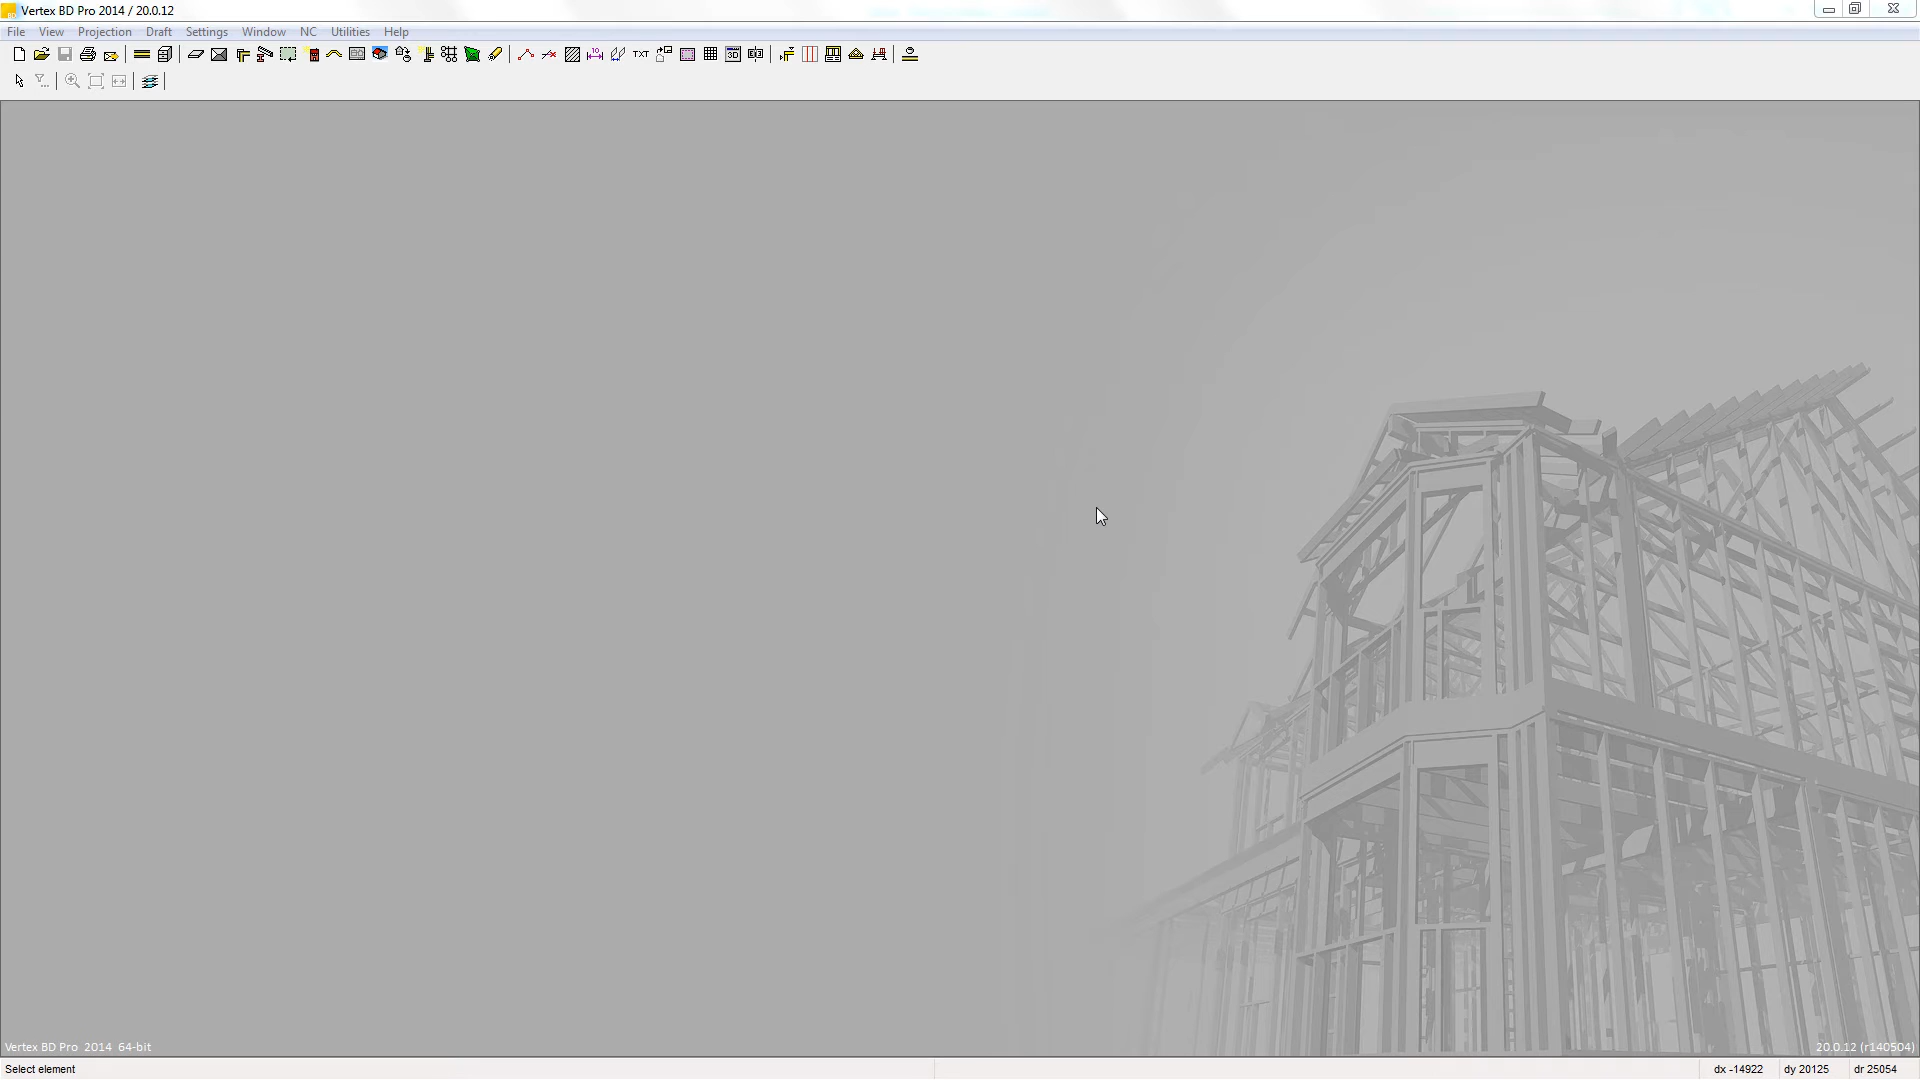 Vertex BD Pro 2014 / 20.0.12
File View Projection Draft Settings Window NC Utilities Help
TXT 3D
Vertex BD Pro 2014 64-bit
20.0.12 (r140504)
Select element
dx -14922 dy 20125 dr 25054